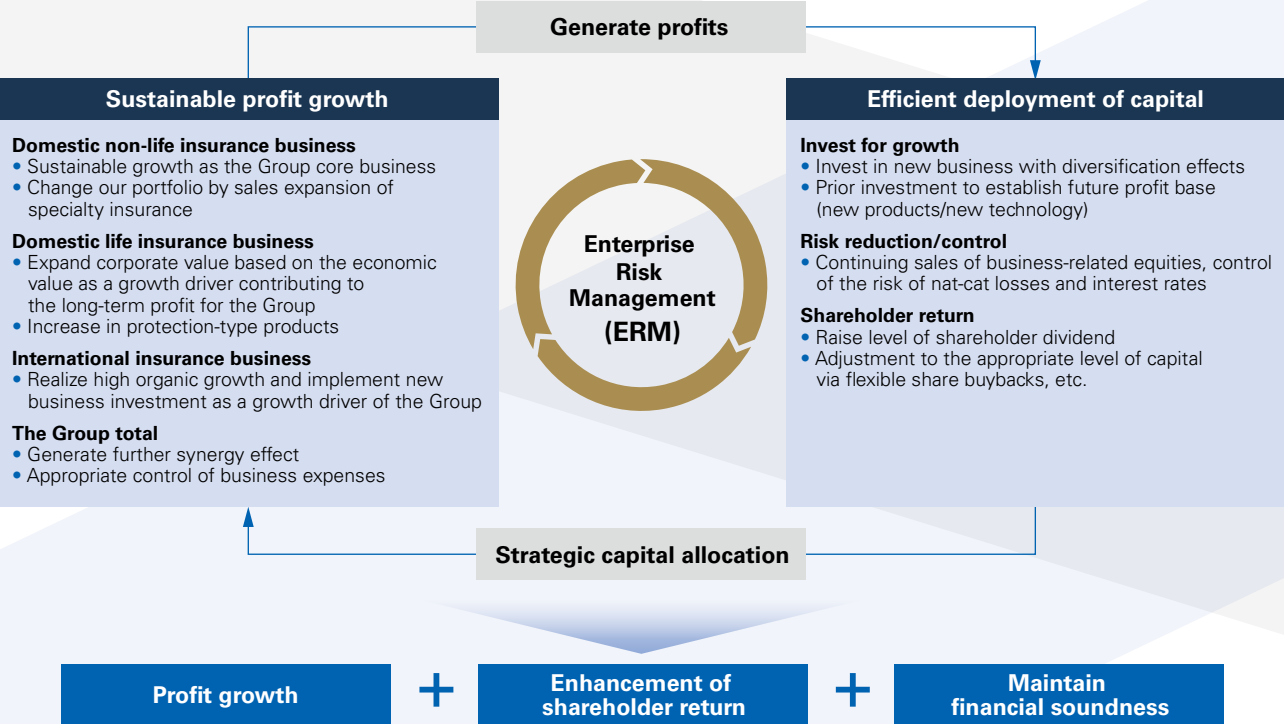 Generate profits
Sustainable profit growth
Domestic non-life insurance business
• Sustainable growth as the Group core business
• Change our portfolio by sales expansion of
specialty insurance
Domestic life insurance business
• Expand corporate value based on the economic
value as a growth driver contributing to
the long-term profit for the Group
• Increase in protection-type products
International insurance business
• Realize high organic growth and implement new
business investment as a growth driver of the Group
The Group total
• Generate further synergy effect
• Appropriate control of business expenses
Enterprise
Risk
Management
(ERM)
Efficient deployment of capital
Invest for growth
• Invest in new business with diversification effects
• Prior investment to establish future profit base
(new products/new technology)
Risk reduction/control
• Continuing sales of business-related equities, control
of the risk of nat-cat losses and interest rates
Shareholder return
• Raise level of shareholder dividend
• Adjustment to the appropriate level of capital
via flexible share buybacks, etc.
Strategic capital allocation
Profit growth
+
Enhancement of
shareholder return
+
Maintain
financial soundness